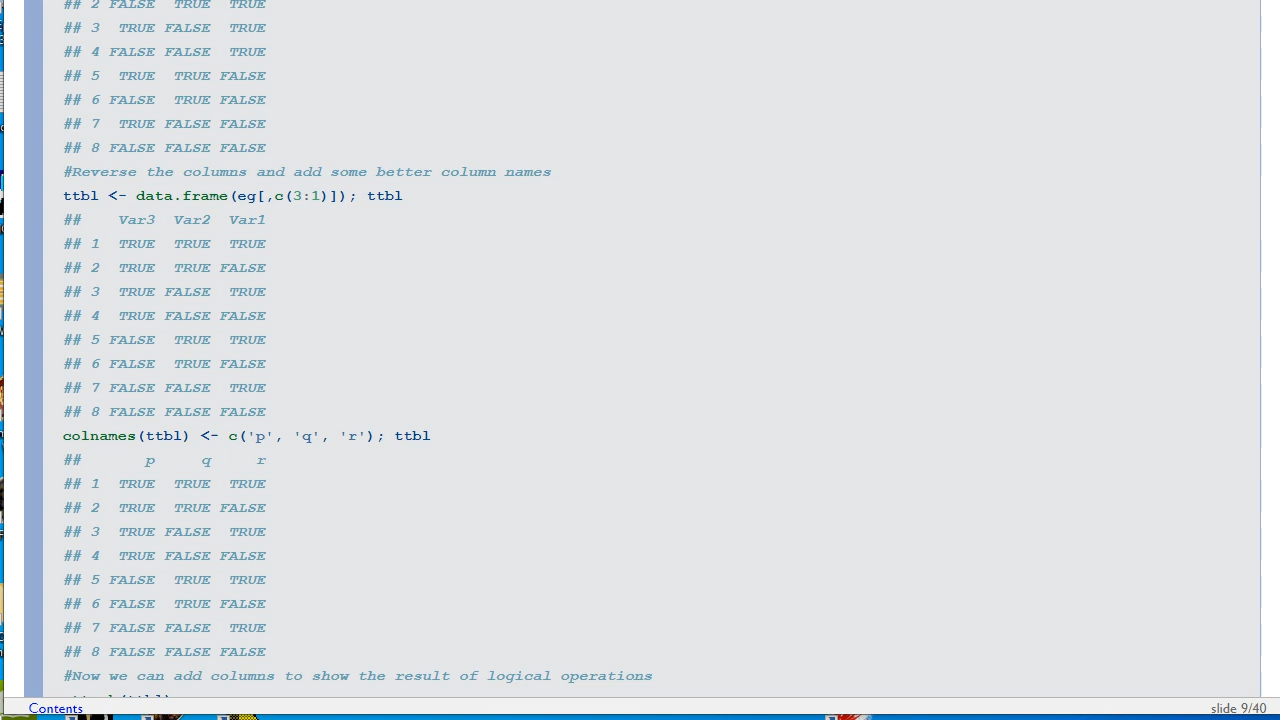 ## 2 FALSE  TRUE  TRUE
## 3  TRUE FALSE  TRUE
## 4 FALSE FALSE  TRUE
## 5  TRUE  TRUE FALSE
## 6 FALSE  TRUE FALSE
## 7  TRUE FALSE FALSE
## 8 FALSE FALSE FALSE
#Reverse the columns and add some better column names
ttbl <- data.frame(eg[,c(3:1)]); ttbl
##    Var3  Var2  Var1
## 1  TRUE  TRUE  TRUE
## 2  TRUE  TRUE FALSE
## 3  TRUE FALSE  TRUE
## 4  TRUE FALSE FALSE
## 5 FALSE  TRUE  TRUE
## 6 FALSE  TRUE FALSE
## 7 FALSE FALSE  TRUE
## 8 FALSE FALSE FALSE
colnames(ttbl) <- c('p', 'q', 'r'); ttbl
##       p     q     r
## 1  TRUE  TRUE  TRUE
## 2  TRUE  TRUE FALSE
## 3  TRUE FALSE  TRUE
## 4  TRUE FALSE FALSE
## 5 FALSE  TRUE  TRUE
## 6 FALSE  TRUE FALSE
## 7 FALSE FALSE  TRUE
## 8 FALSE FALSE FALSE
#Now we can add columns to show the result of logical operations
Contents
slide 9/40